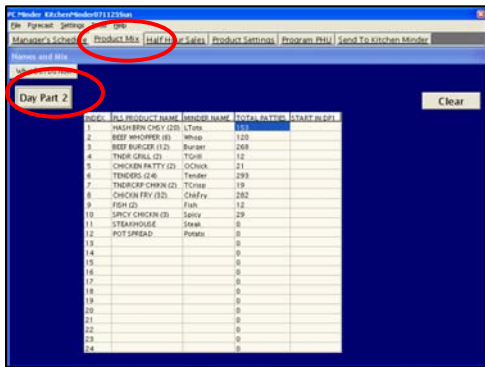 PC Minder KitchenMinder0711255un
File Forecast Settings Help
Manager's Schedule Product Mix Half Hour Sales Product Settings Program PHU Send To Kitchen Minder
Names and Mix
Day Part 2
Clear
INDEX PLS PRODUCT NAME MINDER NAME TOTAL PATTIES START IN DP1
1 HASH BRN CHSY (20) LTots 153
2 BEEF WHOPPER (6) Whop 120
3 BEEF BURGER (12) Burger 268
4 TNDR GRILL (2) TGrill 12
5 CHICKEN PATTY (2) OChick 21
6 TENDERS (24) Tender 293
7 TNDRCRP CHIKN (2) TCrisp 19
8 CHICKN FRY (32) ChkFry 282
9 FISH (2) Fish 12
10 SPICY CHICKN (3) Spicy 29
11 STEAKHOUSE Steak 0
12 POT SPREAD Potato 0
13 0
14 0
15 0
16 0
17 0
18 0
19 0
20 0
21 0
22 0
23 0
24 0